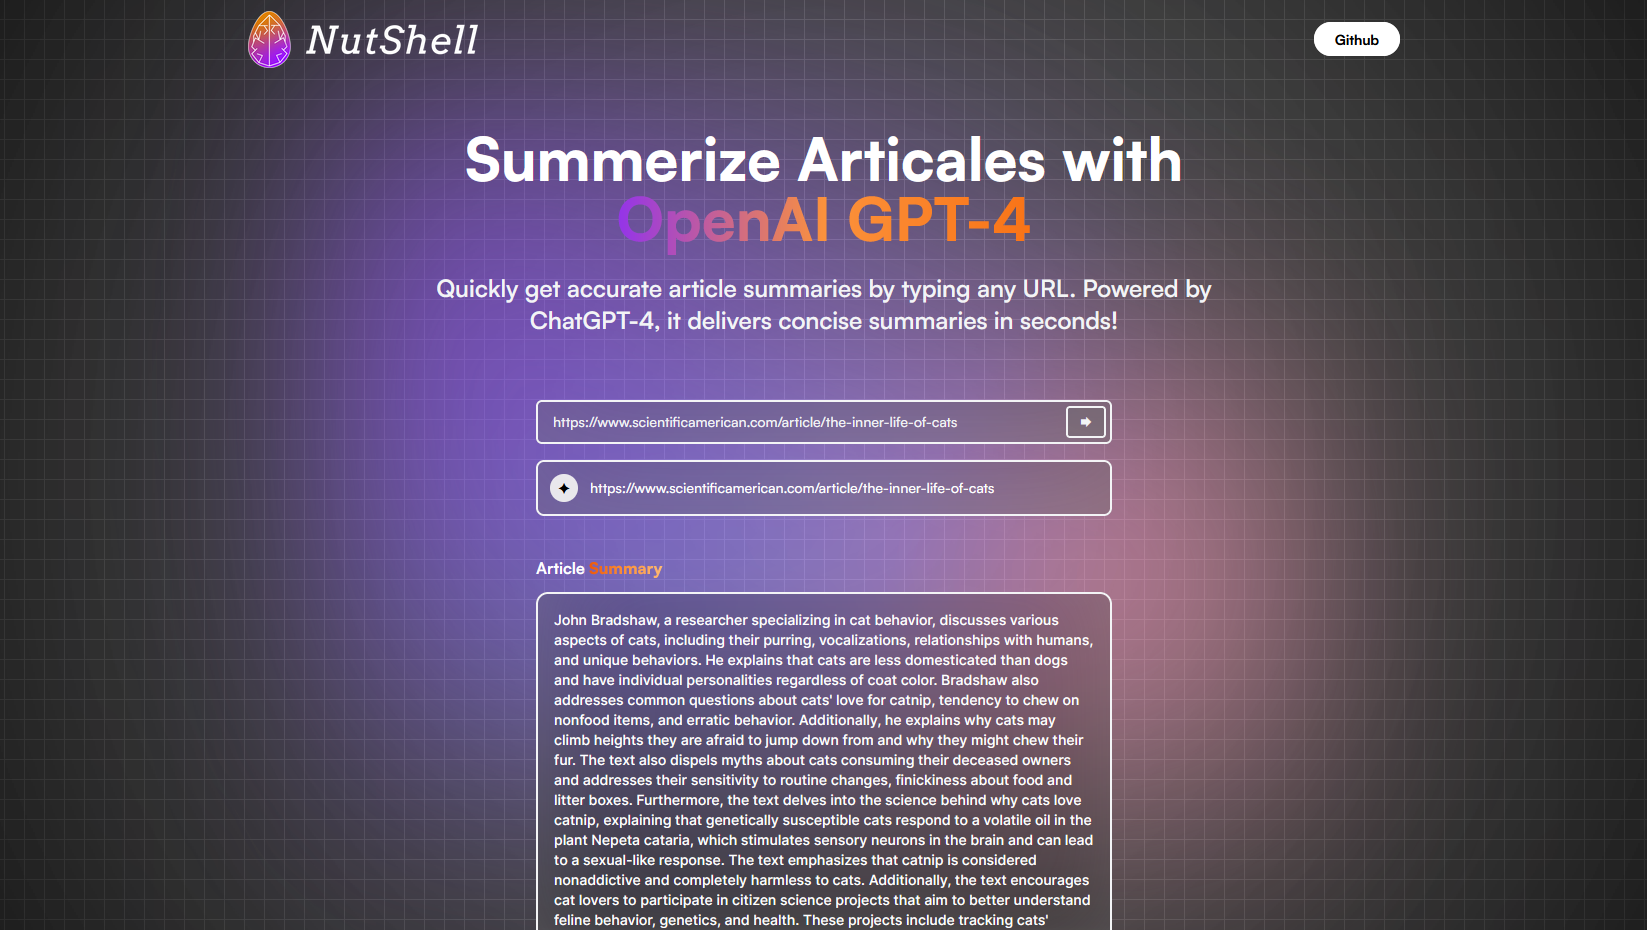 NutShell
Github
Summerize Articales with
OpenAI GPT-4
Quickly get accurate article summaries by typing any URL. Powered by
ChatGPT-4, it delivers concise summaries in seconds!
https://www.scientificamerican.com/article/the-inner-life-of-cats
https://www.scientificamerican.com/article/the-inner-life-of-cats
Article Summary
John Bradshaw, a researcher specializing in cat behavior, discusses various
aspects of cats, including their purring, vocalizations, relationships with humans,
and unique behaviors. He explains that cats are less domesticated than dogs
and have individual personalities regardless of coat color. Bradshaw also
addresses common questions about cats' love for catnip, tendency to chew on
nonfood items, and erratic behavior. Additionally, he explains why cats may
climb heights they are afraid to jump down from and why they might chew their
fur. The text also dispels myths about cats consuming their deceased owners
and addresses their sensitivity to routine changes, finickiness about food and
litter boxes. Furthermore, the text delves into the science behind why cats love
catnip, explaining that genetically susceptible cats respond to a volatile oil in the
plant Nepeta cataria, which stimulates sensory neurons in the brain and can lead
to a sexual-like response. The text emphasizes that catnip is considered
nonaddictive and completely harmless to cats. Additionally, the text encourages
cat lovers to participate in citizen science projects that aim to better understand
feline behavior, genetics, and health. These projects include tracking cats'